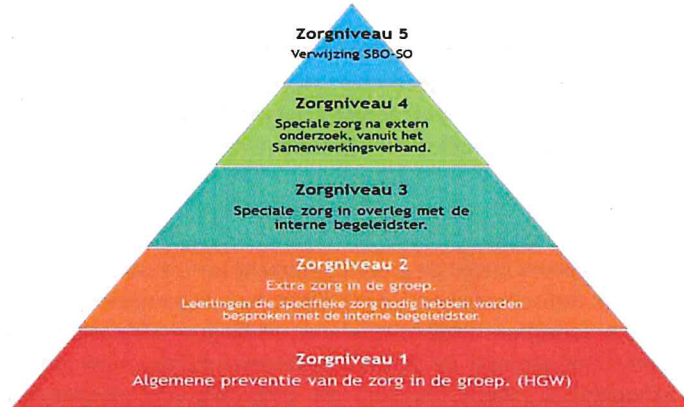 Zorgniveau 5
Verwijzing SBO-SO
Zorgniveau 4
Speciale zorg na extern
onderzoek, vanuit het
Samenwerkingsverband.
Zorgniveau 3
Speciale zorg in overleg met de
interne begeleidster.
Zorgniveau 2
Extra zorg in de groep.
Leerlingen die specifieke zorg nodig hebben worden
besproken met de interne begeleidster.
Zorgniveau 1
Algemene preventie van de zorg in de groep. (HGW)